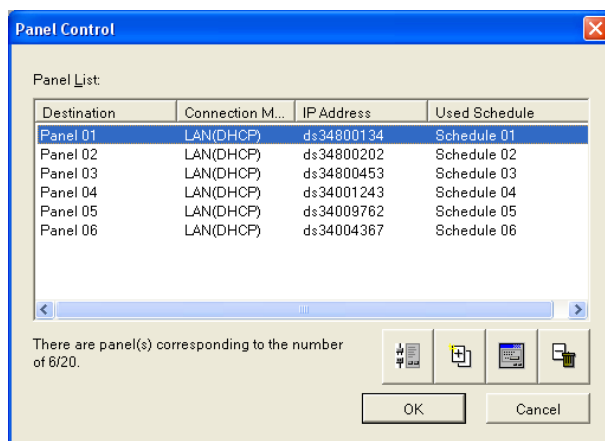 Panel Control
Panel List:
Destination Connection M... IP Address Used Schedule
Panel 01 LAN(DHCP) ds34800134 Schedule 01
Panel 02 LAN(DHCP) ds34800202 Schedule 02
Panel 03 LAN(DHCP) ds34800453 Schedule 03
Panel 04 LAN(DHCP) ds34001243 Schedule 04
Panel 05 LAN(DHCP) ds34009762 Schedule 05
Panel 06 LAN(DHCP) ds34004367 Schedule 06
There are panel(s) corresponding to the number
of 6/20.
OK Cancel